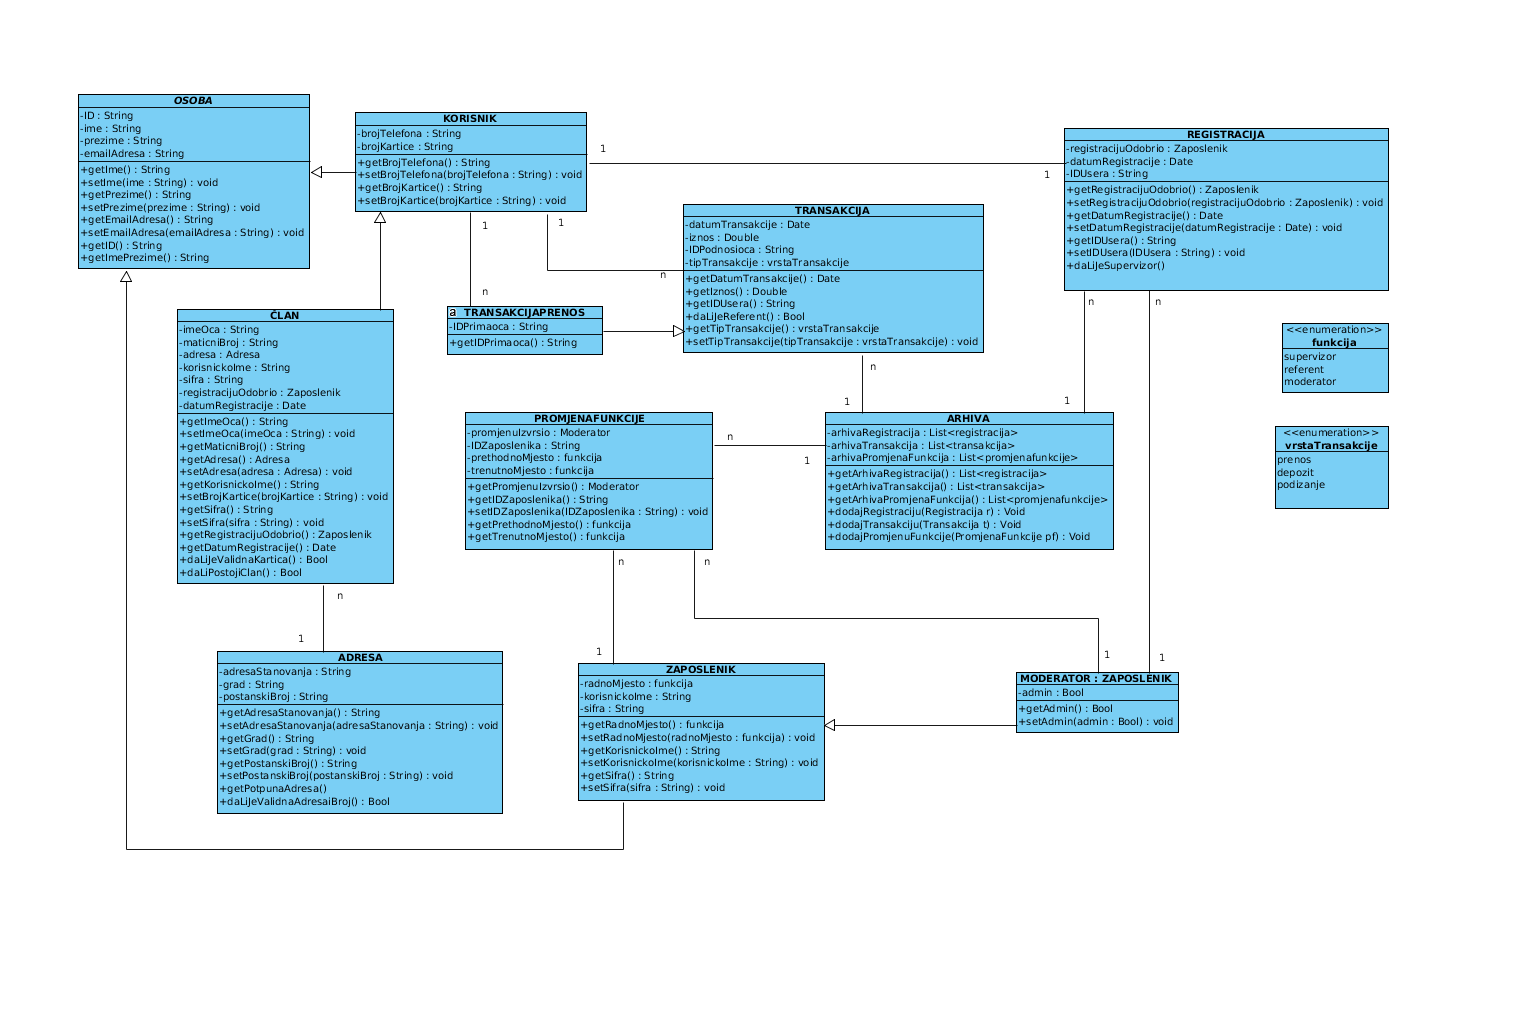 OSOBA
-ID : String
-ime : String
-prezime : String
-emailAdresa : String
+getIme() : String
+setIme(ime : String) : void
+getPrezime() : String
+setPrezime(prezime : String) : void
+getEmailAdresa() : String
+setEmailAdresa(emailAdresa : String) : void
+getID() : String
+getImePrezime() : String
KORISNIK
-brojTelefona : String
-brojKartice : String
+getBrojTelefona() : String
+setBrojTelefona(brojTelefona : String) : void
+getBrojKartice() : String
+setBrojKartice(brojKartice : String) : void
1
1
REGISTRACIJA
-registracijuOdobrio : Zaposlenik
-datumRegistracije : Date
-IDUsera : String
+getRegistracijuOdobrio() : Zaposlenik
+setRegistracijuOdobrio(registracijuOdobrio : Zaposlenik) : void
+getDatumRegistracije() : Date
+setDatumRegistracije(datumRegistracije : Date) : void
+getIDUsera() : String
+setIDUsera(IDUsera : String) : void
+daLiJeSupervizor()
TRANSAKCIJA
-datumTransakcije : Date
-iznos : Double
-IDPodnosioca : String
-tipTransakcije : vrstaTransakcije
+getDatumTransakcije() : Date
+getIznos() : Double
+getIDUsera() : String
+daLiJeReferent() : Bool
+getTipTransakcije() : vrstaTransakcije
+setTipTransakcije(tipTransakcije : vrstaTransakcije) : void
1
1
n
n
a TRANSAKCIJAPRENOS
-IDPrimaoca : String
+getIDPrimaoca() : String
n
n
<<enumeration>>
funkcija
supervizor
referent
moderator
ČLAN
-imeOca : String
-maticniBroj : String
-adresa : Adresa
-korisnickoIme : String
-sifra : String
-registracijuOdobrio : Zaposlenik
-datumRegistracije : Date
+getImeOca() : String
+setImeOca(imeOca : String) : void
+getMaticniBroj() : String
+getAdresa() : Adresa
+setAdresa(adresa : Adresa) : void
+getKorisnickoIme() : String
+setBrojKartice(brojKartice : String) : void
+getSifra() : String
+setSifra(sifra : String) : void
+getRegistracijuOdobrio() : Zaposlenik
+getDatumRegistracije() : Date
+daLiJeValidnaKartica() : Bool
+daLiPostojiClan() : Bool
n
1
1
PROMJENAFUNKCIJE
-promjenuIzvrsio : Moderator
-IDZaposlenika : String
-prethodnoMjesto : funkcija
-trenutnoMjesto : funkcija
+getPromjenuIzvrsio() : Moderator
+getIDZaposlenika() : String
+setIDZaposlenika(IDZaposlenika : String) : void
+getPrethodnoMjesto() : funkcija
+getTrenutnoMjesto() : funkcija
n
1
ARHIVA
-arhivaRegistracija : List<registracija>
-arhivaTransakcija : List<transakcija>
-arhivaPromjenaFunkcija : List<promjenafunkcije>
+getArhivaRegistracija() : List<registracija>
+getArhivaTransakcija() : List<transakcija>
+getArhivaPromjenaFunkcija() : List<promjenafunkcije>
+dodajRegistraciju(Registracija r) : Void
+dodajTransakciju(Transakcija t) : Void
+dodajPromjenuFunkcije(PromjenaFunkcije pf) : Void
<<enumeration>>
vrstaTransakcije
prenos
depozit
podizanje
n
1
n
n
1
1
1
ADRESA
-adresaStanovanja : String
-grad : String
-postanskiBroj : String
+getAdresaStanovanja() : String
+setAdresaStanovanja(adresaStanovanja : String) : void
+getGrad() : String
+setGrad(grad : String) : void
+getPostanskiBroj() : String
+setPostanskiBroj(postanskiBroj : String) : void
+getPotpunaAdresa()
+daLiJeValidnaAdresaiBroj() : Bool
ZAPOSLENIK
-radnoMjesto : funkcija
-korisnickoIme : String
-sifra : String
+getRadnoMjesto() : funkcija
+setRadnoMjesto(radnoMjesto : funkcija) : void
+getKorisnickoIme() : String
+setKorisnickoIme(korisnickoIme : String) : void
+getSifra() : String
+setSifra(sifra : String) : void
MODERATOR : ZAPOSLENIK
-admin : Bool
+getAdmin() : Bool
+setAdmin(admin : Bool) : void